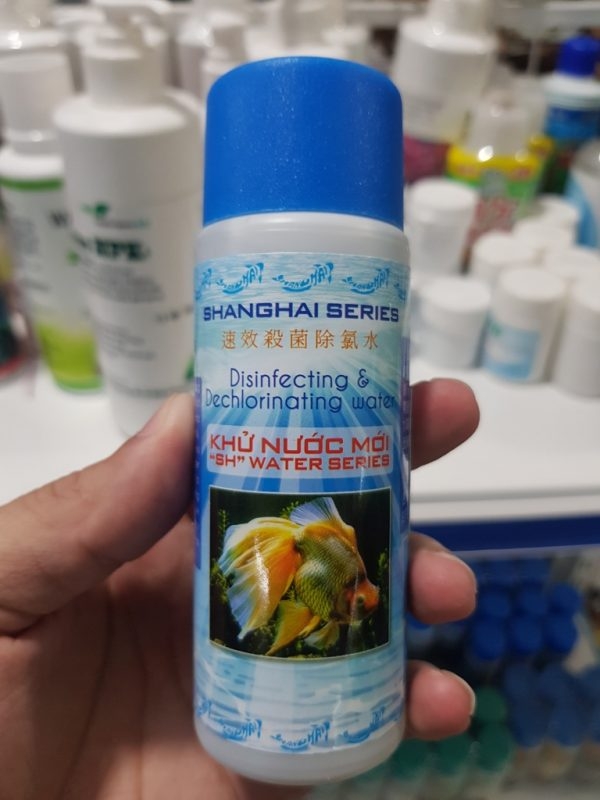 SHANGHAI SERIES
速效殺菌除氯水
Disinfecting &
Dechlorinating water
KHỬ NƯỚC MỚI
"SH" WATER SERIES